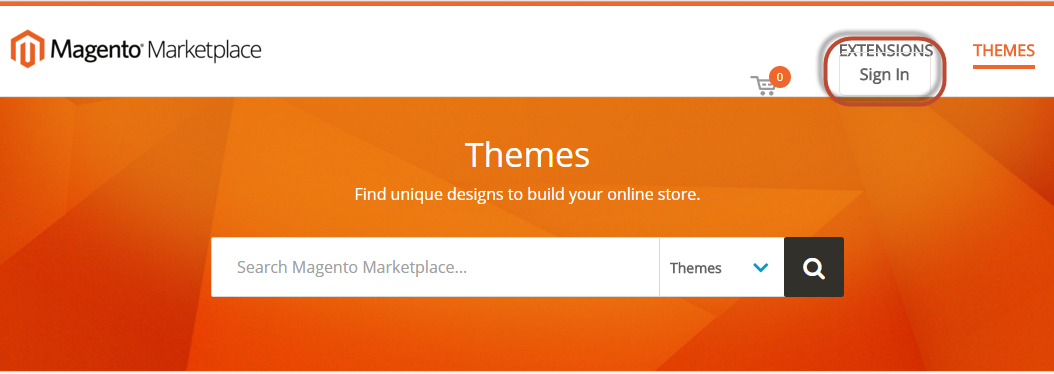 Magento® Marketplace
EXTENSIONS
THEMES
Sign In
0
Themes
Find unique designs to build your online store.
Search Magento Marketplace...
Themes